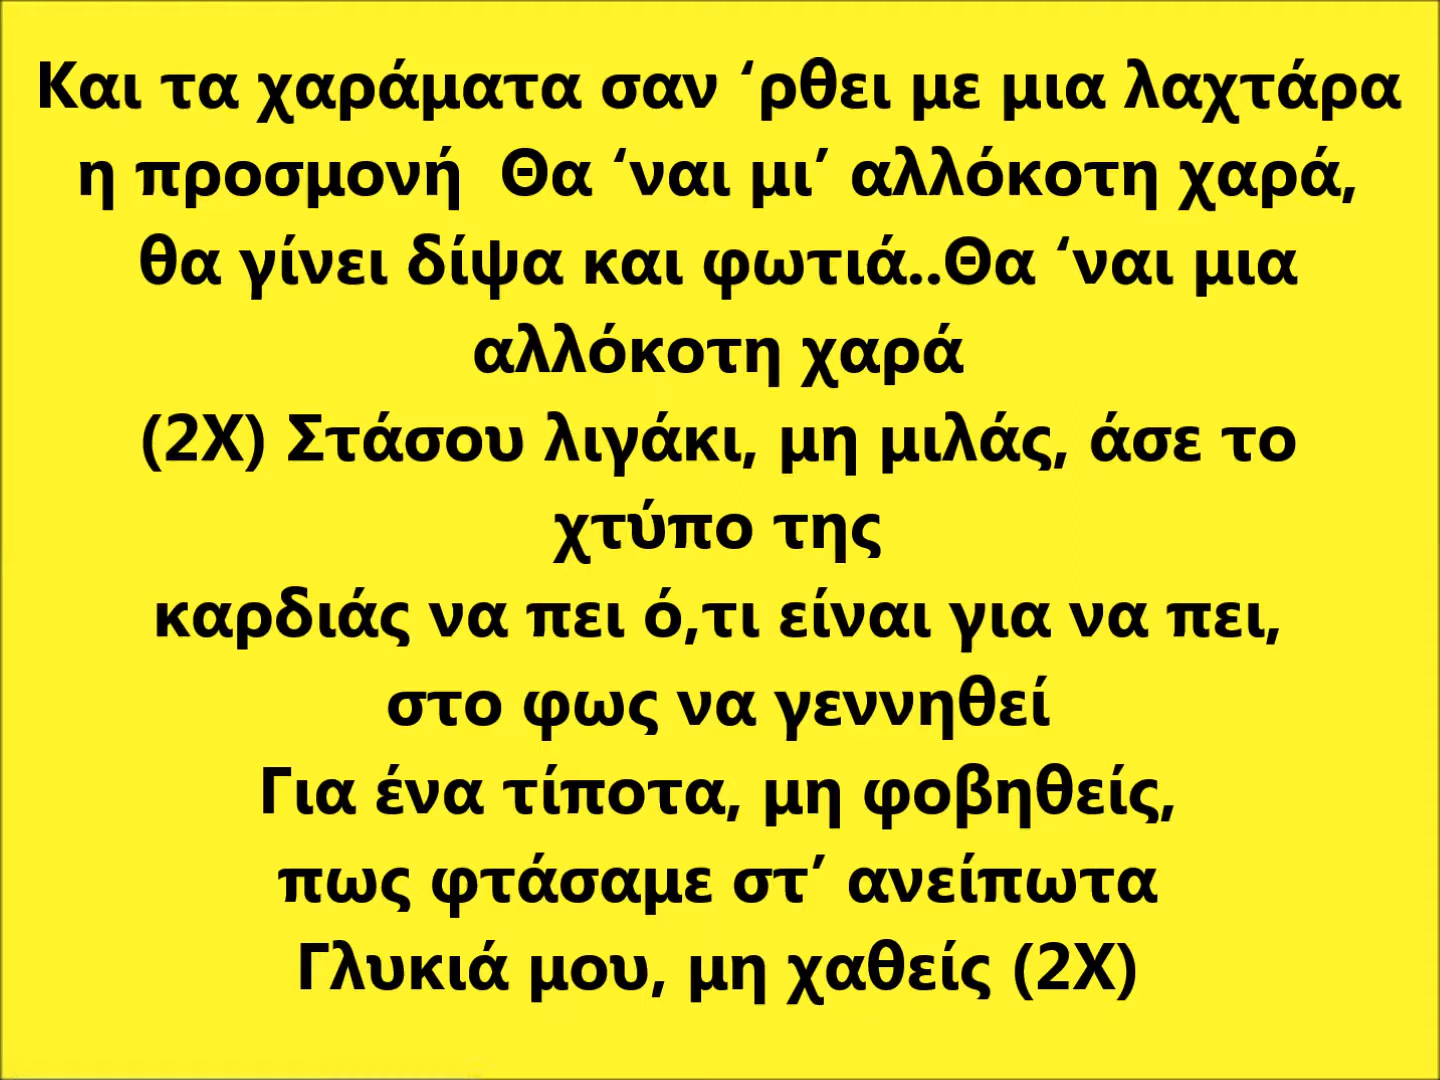 Και τα χαράματα σαν ‘ρθει με μια λαχτάρα
η προσμονή  Θα ‘ναι μι’ αλλόκοτη χαρά,
θα γίνει δίψα και φωτιά..Θα ‘ναι μια
αλλόκοτη χαρά
(2Χ) Στάσου λιγάκι, μη μιλάς, άσε το
χτύπο της
καρδιάς να πει ό,τι είναι για να πει,
στο φως να γεννηθεί
Για ένα τίποτα, μη φοβηθείς,
πως φτάσαμε στ’ ανείπωτα
Γλυκιά μου, μη χαθείς (2Χ)